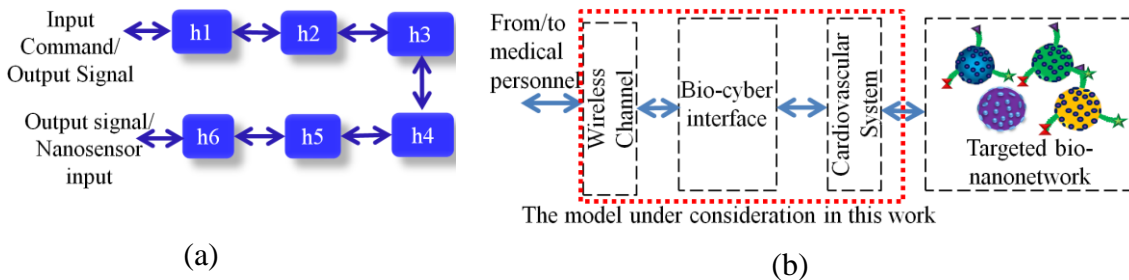 Input
Command/
Output Signal
h1
h2
h3
Output signal/
Nanosensor
input
h6
h5
h4
(a)
From/to
medical
personnel
Wireless
Channel
Bio-cyber
interface
Cardiovascular
System
Targeted bio-
nanonetwork
The model under consideration in this work
(b)